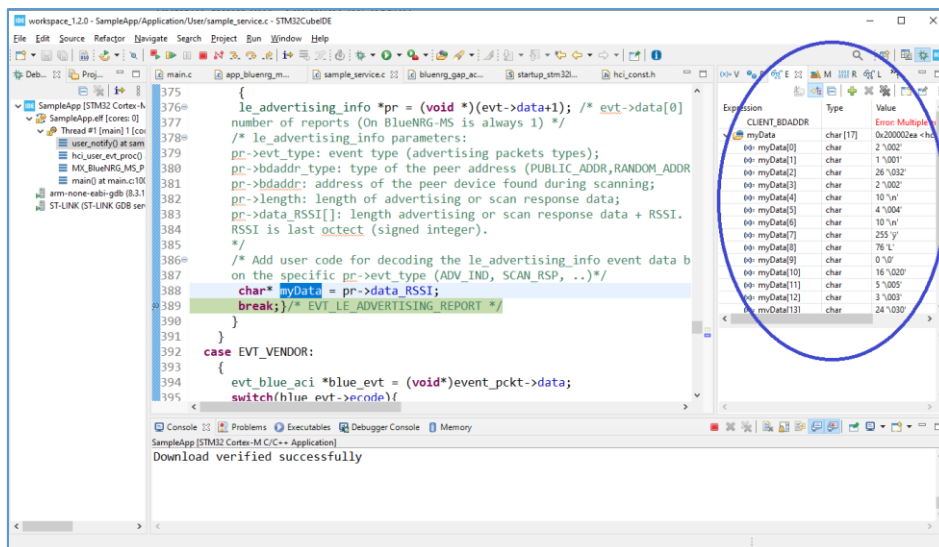 workspace_1.2.0 - SampleApp/Application/User/sample_service.c - STM32CubeIDE
File Edit Source Refactor Navigate Search Project Run Window Help
Deb... Proj...
SampleApp [STM32 Cortex-M
SampleApp.elf [cores: 0]
Thread #1 [main] 1 [cor
user_notify() at sam
hci_user_evt_proc()
MX_BlueNRG_MS_P
main() at main.c:100
arm-none-eabi-gdb (8.3.1
ST-LINK (ST-LINK GDB ser
main.c app_bluenrg_m... sample_service.c bluenrg_gap_ac... startup_stm32l... hci_const.h
375 {
376 le_advertising_info *pr = (void *)(evt->data+1); /* evt->data[0]
377 number of reports (On BlueNRG-MS is always 1) */
378 /* le_advertising_info parameters:
379 pr->evt_type: event type (advertising packets types);
380 pr->bdaddr_type: type of the peer address (PUBLIC_ADDR,RANDOM_ADDR
381 pr->bdaddr: address of the peer device found during scanning;
382 pr->length: length of advertising or scan response data;
383 pr->data_RSSI[]: length advertising or scan response data + RSSI.
384 RSSI is last octect (signed integer).
385 */
386 /* Add user code for decoding the le_advertising_info event data b
387 on the specific pr->evt_type (ADV_IND, SCAN_RSP, ..)*/
388 char* myData = pr->data_RSSI;
389 break;}/* EVT_LE_ADVERTISING_REPORT */
390 }
391 }
392 case EVT_VENDOR:
393 {
394 evt_blue_aci *blue_evt = (void*)event_pckt->data;
395 switch(blue_evt->ecode){
Expression Type Value
CLIENT_BDADDR Error: Multiple
myData char [17] 0x200002ea <hc
myData[0] char 2 '\002'
myData[1] char 1 '\001'
myData[2] char 26 '\032'
myData[3] char 2 '\002'
myData[4] char 10 '\n'
myData[5] char 4 '\004'
myData[6] char 10 '\n'
myData[7] char 255 'ÿ'
myData[8] char 76 'L'
myData[9] char 0 '\0'
myData[10] char 16 '\020'
myData[11] char 5 '\005'
myData[12] char 3 '\003'
myData[13] char 24 '\030'
Console Problems Executables Debugger Console Memory
SampleApp [STM32 Cortex-M C/C++ Application]
Download verified successfully